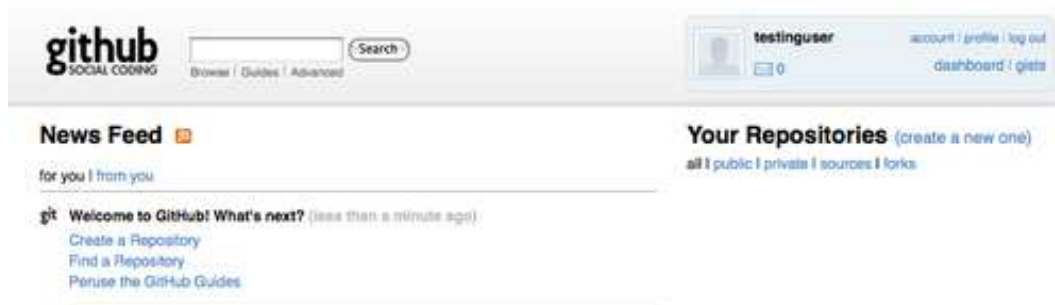 github
SOCIAL CODING
Search
Browse | Guides | Advanced
testinguser
account | profile | log out
0
dashboard | gists
News Feed
for you | from you
git Welcome to GitHub! What's next? (less than a minute ago)
Create a Repository
Find a Repository
Peruse the GitHub Guides
Your Repositories (create a new one)
all | public | private | sources | forks